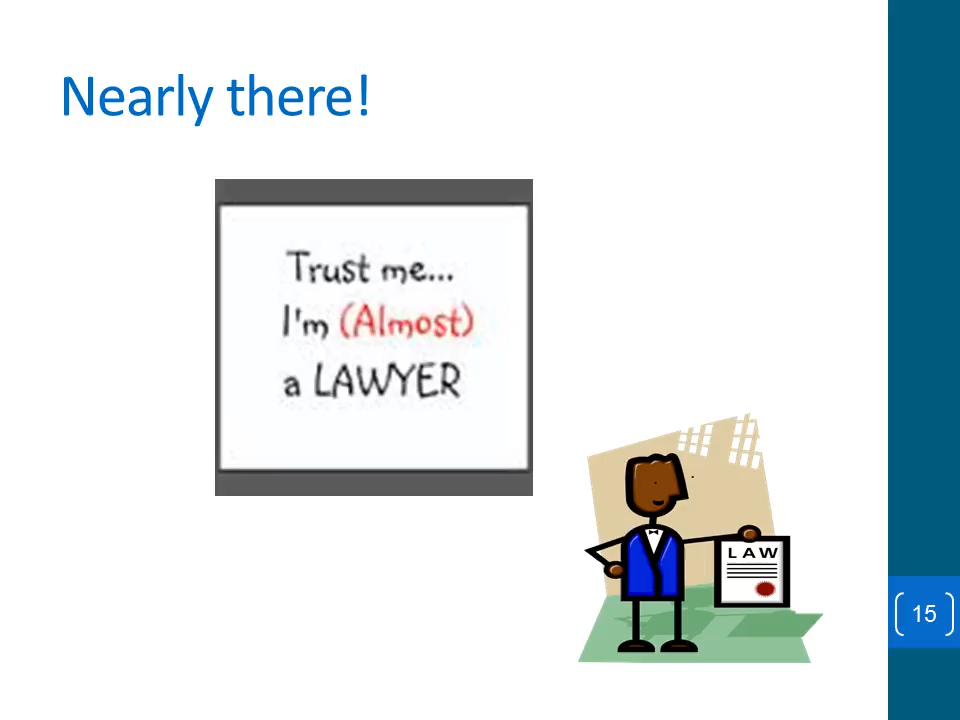 Nearly there!
Trust me...
I'm (Almost)
a LAWYER
LAW
15